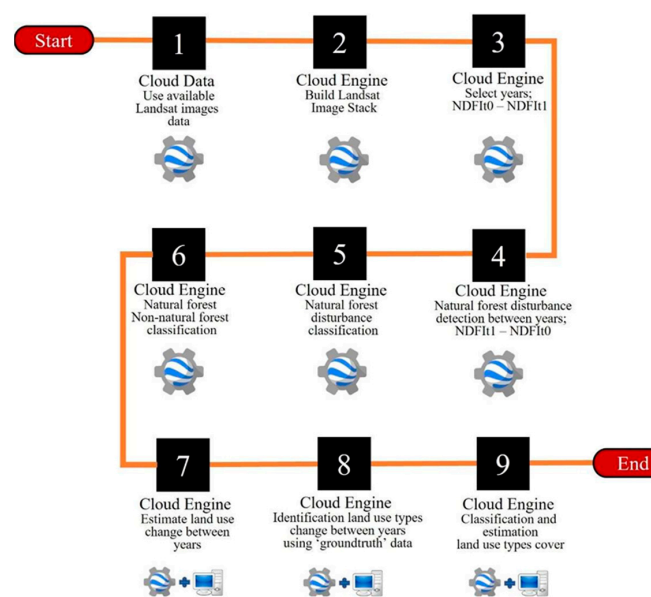 Start
1
Cloud Data
Use available
Landsat images
data
2
Cloud Engine
Build Landsat
Image Stack
3
Cloud Engine
Select years;
NDFIt0 – NDFIt1
4
Cloud Engine
Natural forest disturbance
detection between years;
NDFIt1 – NDFIt0
5
Cloud Engine
Natural forest
disturbance
classification
6
Cloud Engine
Natural forest
Non-natural forest
classification
7
Cloud Engine
Estimate land use
change between
years
8
Cloud Engine
Identification land use types
change between years
using ‘groundtruth’ data
9
Cloud Engine
Classification and
estimation
land use types cover
End